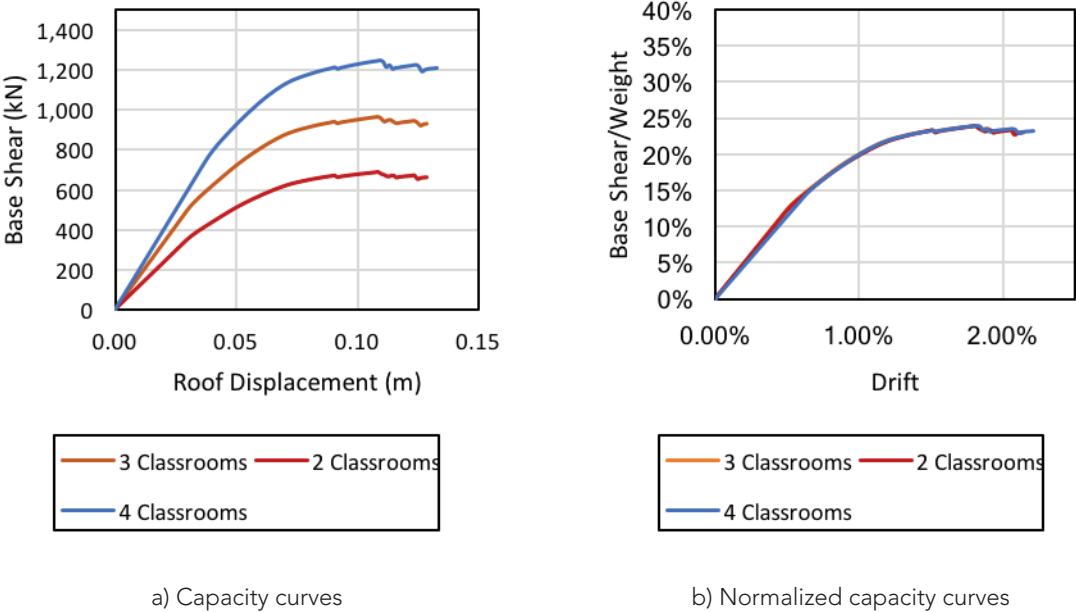 1,400
1,200
1,000
800
600
400
200
0
Base Shear (kN)
0.00 0.05 0.10 0.15
Roof Displacement (m)
3 Classrooms 2 Classrooms
4 Classrooms
a) Capacity curves
40%
35%
30%
25%
20%
15%
10%
5%
0%
Base Shear/Weight
0.00% 1.00% 2.00%
Drift
3 Classrooms 2 Classrooms
4 Classrooms
b) Normalized capacity curves